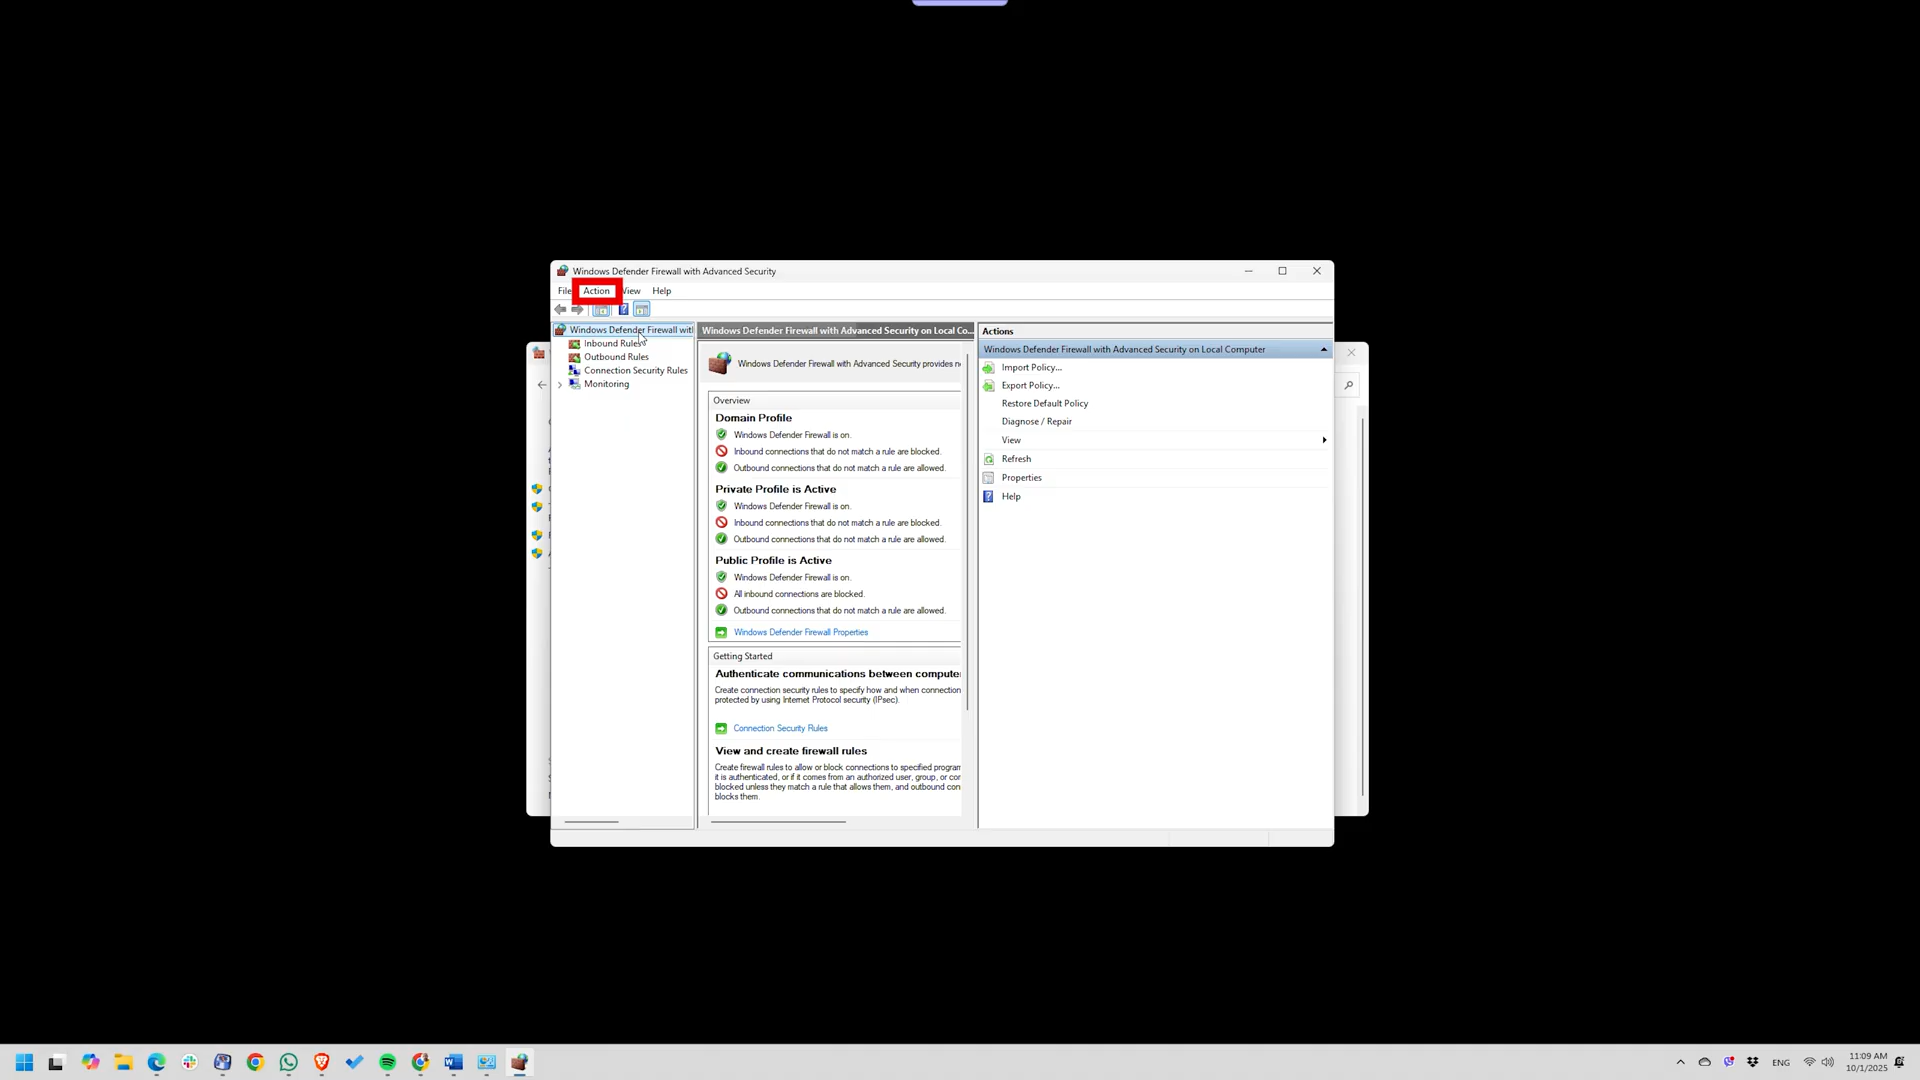 Windows Defender Firewall with Advanced Security
File Action View Help
Windows Defender Firewall wit
Inbound Rules
Outbound Rules
Connection Security Rules
Monitoring
Windows Defender Firewall with Advanced Security on Local Co...
Windows Defender Firewall with Advanced Security provides n
Overview
Domain Profile
Windows Defender Firewall is on.
Inbound connections that do not match a rule are blocked.
Outbound connections that do not match a rule are allowed.
Private Profile is Active
Windows Defender Firewall is on.
Inbound connections that do not match a rule are blocked.
Outbound connections that do not match a rule are allowed.
Public Profile is Active
Windows Defender Firewall is on.
All inbound connections are blocked.
Outbound connections that do not match a rule are allowed.
Windows Defender Firewall Properties
Getting Started
Authenticate communications between compute
Create connection security rules to specify how and when connection
protected by using Internet Protocol security (IPsec).
Connection Security Rules
View and create firewall rules
Create firewall rules to allow or block connections to specified program
it is authenticated, or if it comes from an authorized user, group, or co
blocked unless they match a rule that allows them, and outbound con
blocks them.
Actions
Windows Defender Firewall with Advanced Security on Local Computer
Import Policy...
Export Policy...
Restore Default Policy
Diagnose / Repair
View
Refresh
Properties
Help
ENG
11:09 AM
10/1/2025